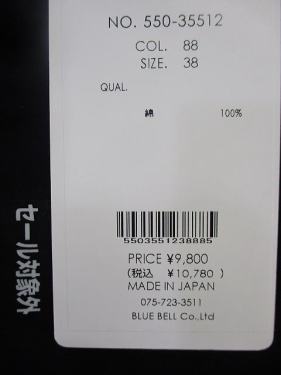 NO. 550-35512
COL. 88
SIZE. 38
QUAL.
綿 100%
5503551238885
PRICE ¥9,800
(税込 ¥10,780 )
MADE IN JAPAN
075-723-3511
BLUE BELL Co.,Ltd
セール対象外